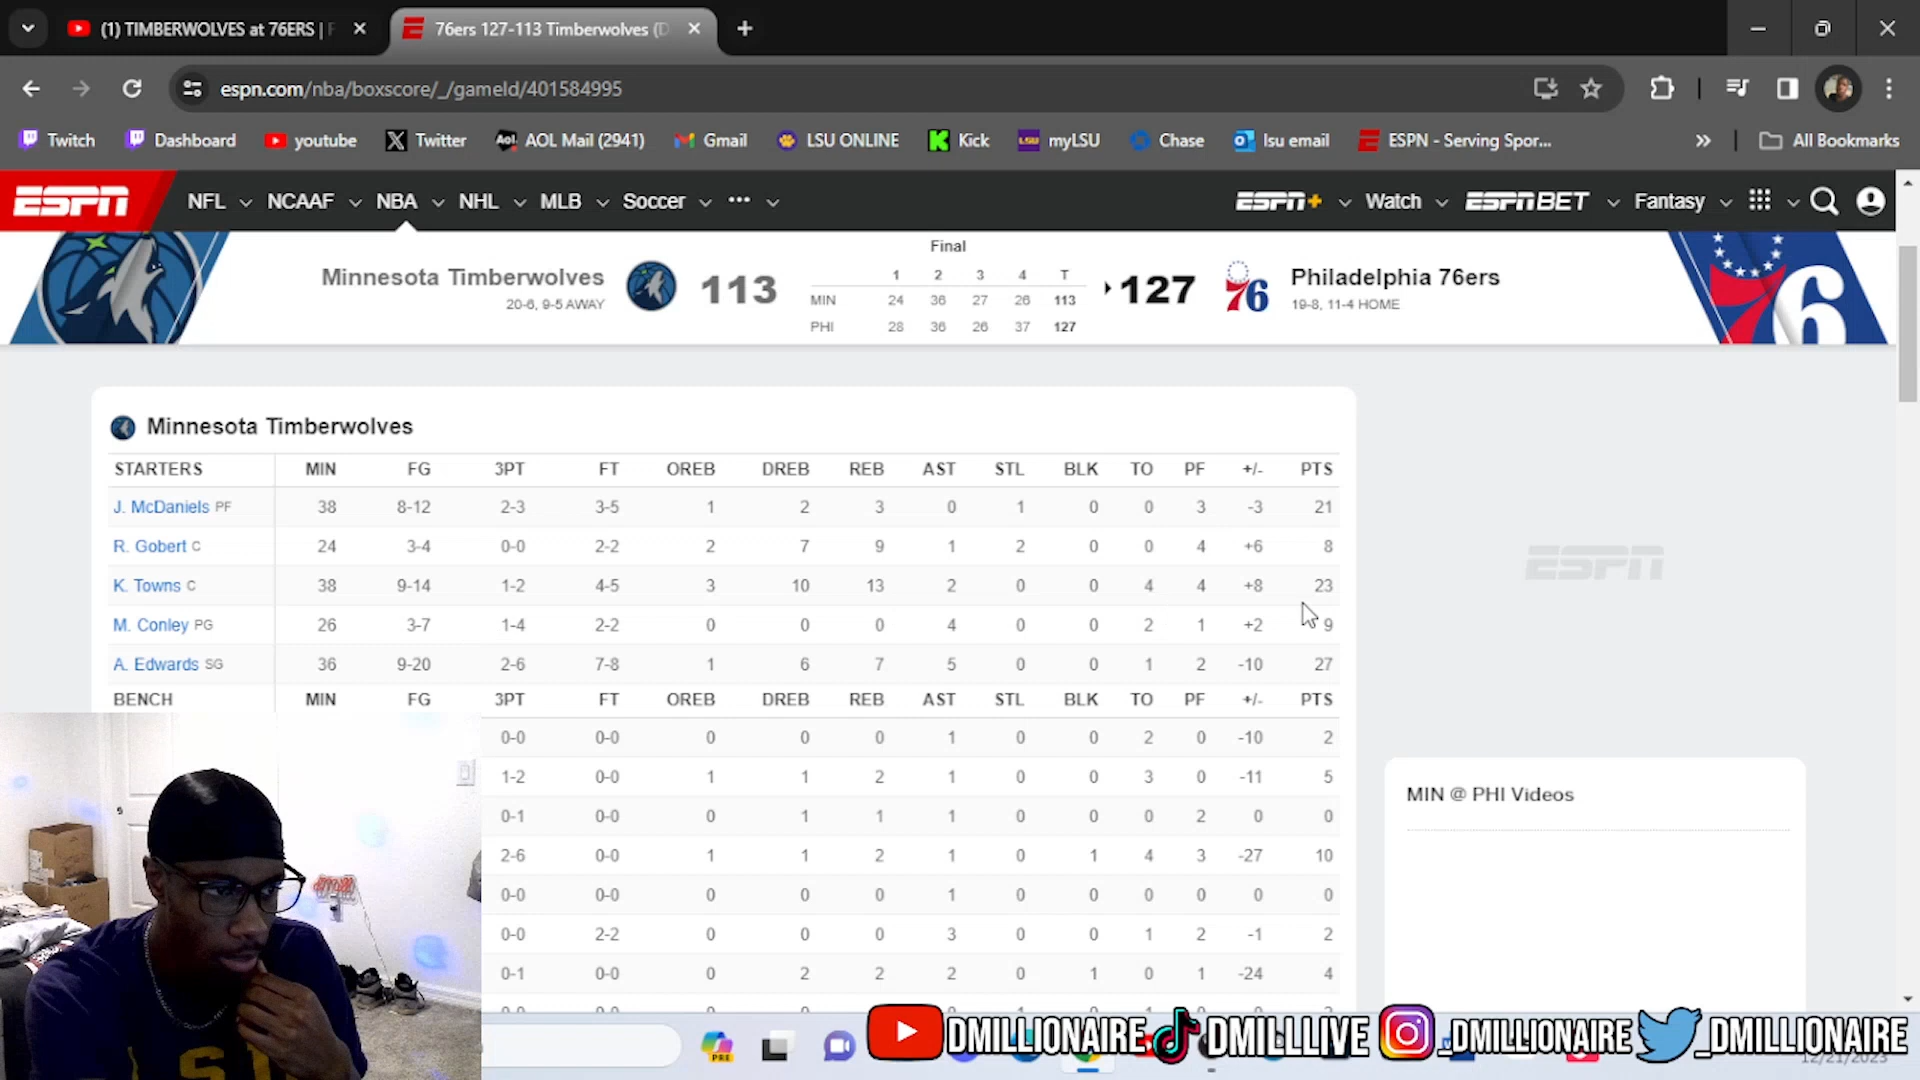 (1) TIMBERWOLVES at 76ERS |
76ers 127-113 Timberwolves (D
espn.com/nba/boxscore/_/gameId/401584995
Twitch
Dashboard
youtube
Twitter
AOL Mail (2941)
Gmail
LSU ONLINE
Kick
myLSU
Chase
lsu email
ESPN - Serving Spor...
All Bookmarks
ESPN NFL NCAAF NBA NHL MLB Soccer ••• ESPN+ Watch ESPN BET Fantasy
Final
Minnesota Timberwolves
20-6, 9-5 AWAY
113
1 2 3 4 T
MIN 24 36 27 26 113
PHI 28 36 26 37 127
127
76
Philadelphia 76ers
19-8, 11-4 HOME
Minnesota Timberwolves
STARTERS MIN FG 3PT FT OREB DREB REB AST STL BLK TO PF +/- PTS
J. McDaniels PF 38 8-12 2-3 3-5 1 2 3 0 1 0 0 3 -3 21
R. Gobert C 24 3-4 0-0 2-2 2 7 9 1 2 0 0 4 +6 8
K. Towns C 38 9-14 1-2 4-5 3 10 13 2 0 0 4 4 +8 23
M. Conley PG 26 3-7 1-4 2-2 0 0 0 4 0 0 2 1 +2 9
A. Edwards SG 36 9-20 2-6 7-8 1 6 7 5 0 0 1 2 -10 27
BENCH MIN FG 3PT FT OREB DREB REB AST STL BLK TO PF +/- PTS
0-0 0-0 0 0 0 1 0 0 2 0 -10 2
1-2 0-0 1 1 2 1 0 0 3 0 -11 5
0-1 0-0 0 1 1 1 0 0 0 2 0 0
2-6 0-0 1 1 2 1 0 1 4 3 -27 10
0-0 0-0 0 0 0 1 0 0 0 0 0 0
0-0 2-2 0 0 0 3 0 0 1 2 -1 2
0-1 0-0 0 2 2 2 0 1 0 1 -24 4
ESPN
MIN @ PHI Videos
PRE
DMILLIONAIRE
DMILLLIVE
_DMILLIONAIRE
_DMILLIONAIRE
12/21/2023